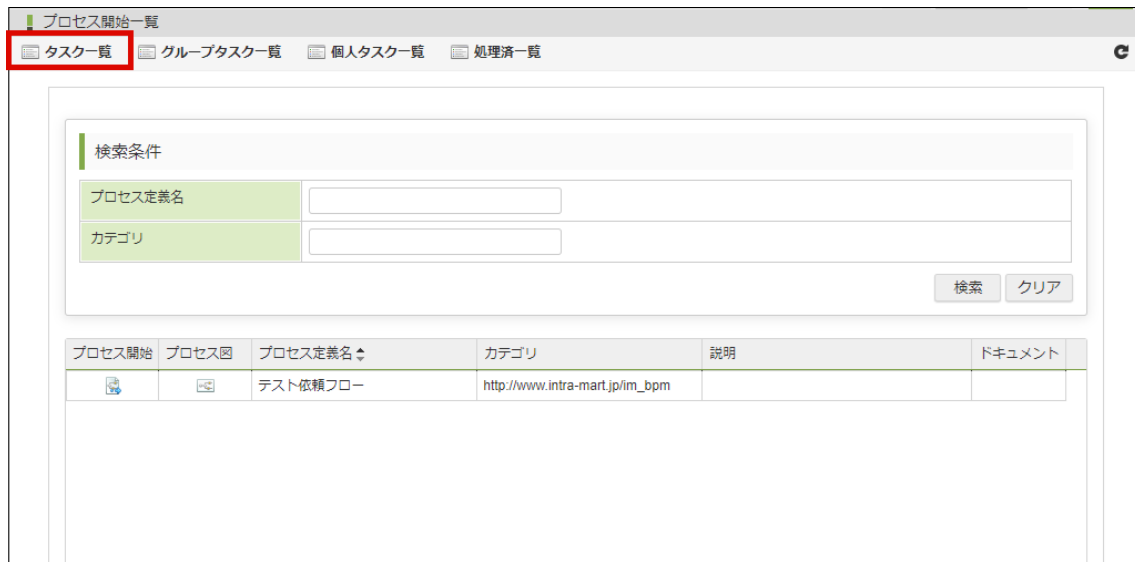 プロセス開始一覧
タスク一覧 グループタスク一覧 個人タスク一覧 処理済一覧
検索条件
プロセス定義名
カテゴリ
検索 クリア
プロセス開始 プロセス図 プロセス定義名 カテゴリ 説明 ドキュメント
テスト依頼フロー http://www.intra-mart.jp/im_bpm